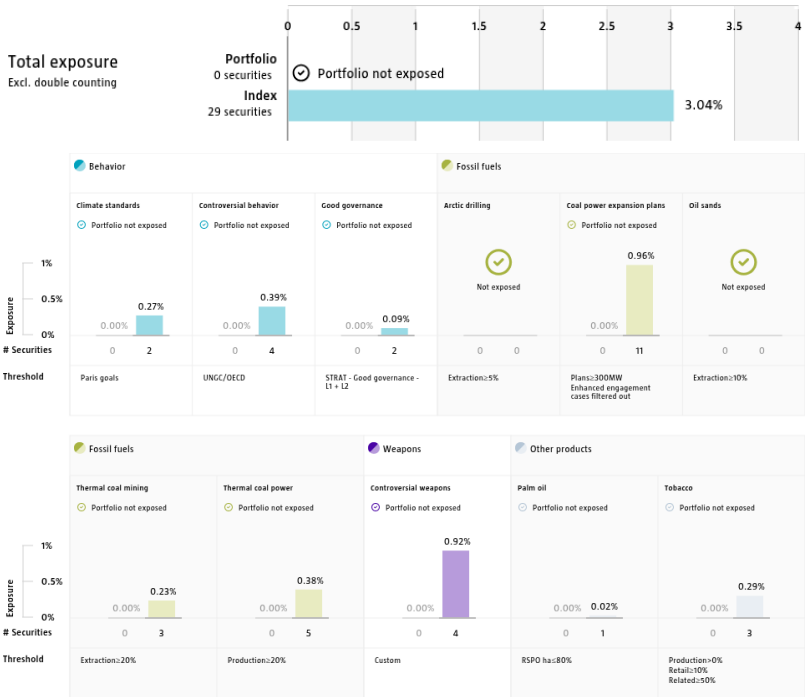 0 0.5 1 1.5 2 2.5 3 3.5 4
Total exposure
Excl. double counting
Portfolio
0 securities
Portfolio not exposed
Index
29 securities
3.04%
Behavior
Fossil fuels
Climate standards
Controversial behavior
Good governance
Arctic drilling
Coal power expansion plans
Oil sands
Portfolio not exposed
Portfolio not exposed
Portfolio not exposed
Portfolio not exposed
Not exposed
Not exposed
Exposure
1%
0.5%
0%
0.00% 0.27%
0.00% 0.39%
0.00% 0.09%
0.00% 0.96%
# Securities
0 2
0 4
0 2
0 0
0 11
0 0
Threshold
Paris goals
UNGC/OECD
STRAT - Good governance -
L1 + L2
Extraction≥5%
Plans≥300MW
Enhanced engagement
cases filtered out
Extraction≥10%
Fossil fuels
Weapons
Other products
Thermal coal mining
Thermal coal power
Controversial weapons
Palm oil
Tobacco
Portfolio not exposed
Portfolio not exposed
Portfolio not exposed
Portfolio not exposed
Portfolio not exposed
Exposure
1%
0.5%
0%
0.00% 0.23%
0.00% 0.38%
0.00% 0.92%
0.00% 0.02%
0.00% 0.29%
# Securities
0 3
0 5
0 4
0 1
0 3
Threshold
Extraction≥20%
Production≥20%
Custom
RSPO ha≤80%
Production>0%
Retail≥10%
Related≥50%